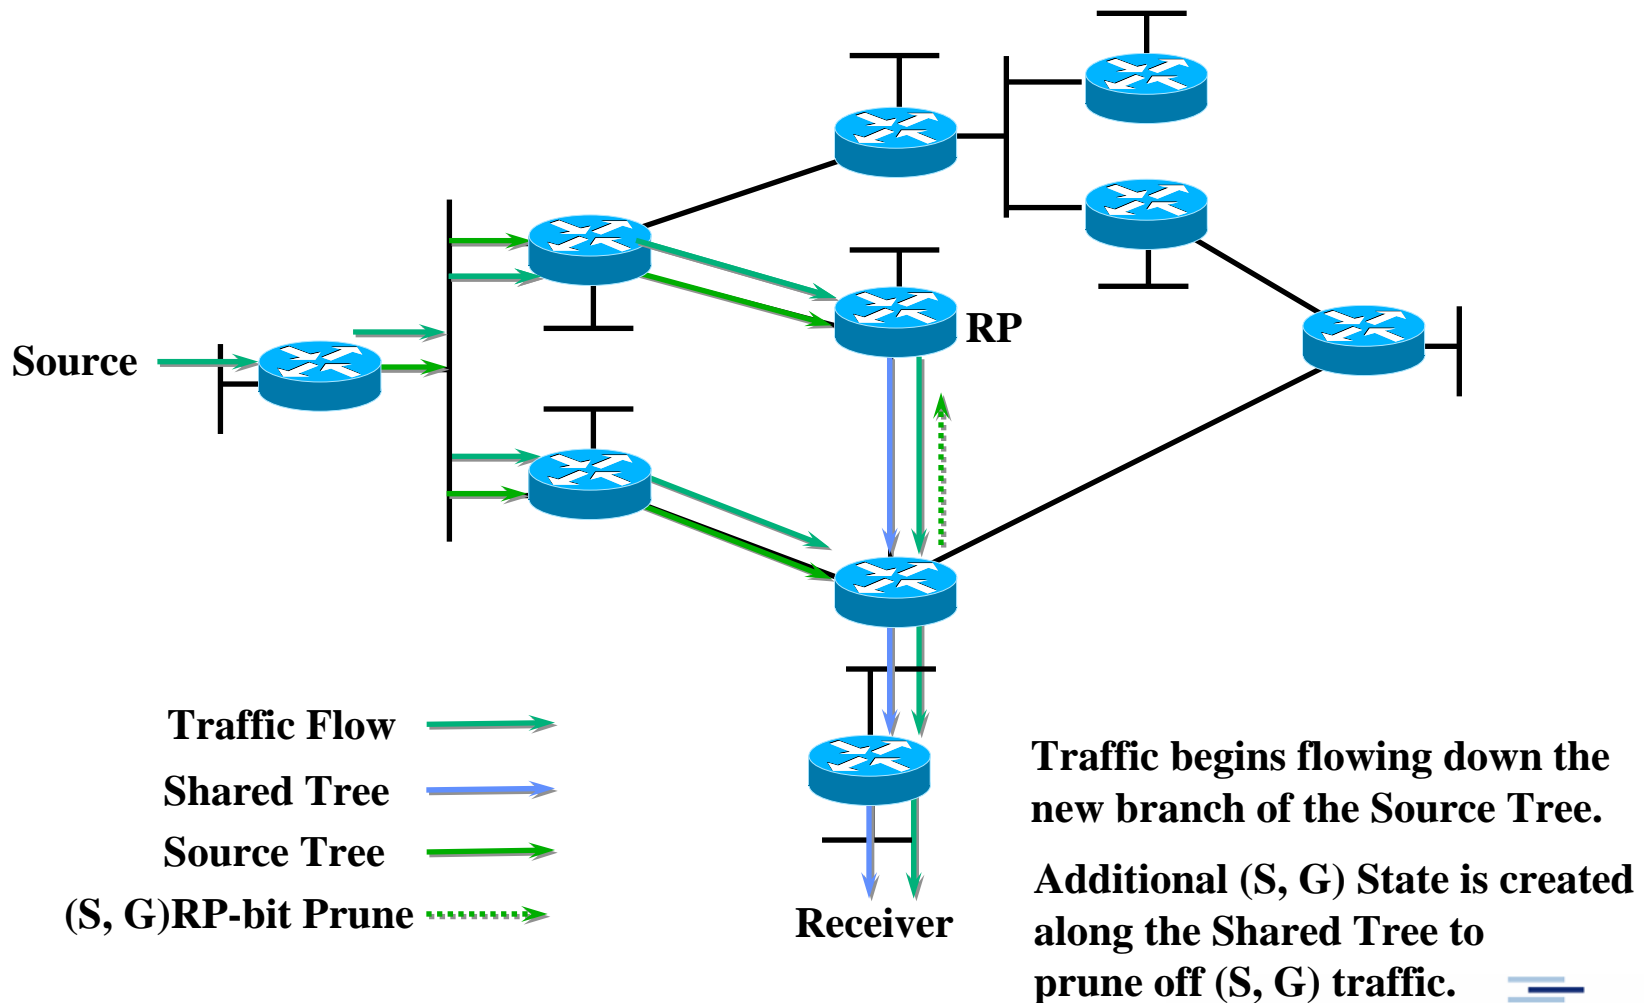 RP
Source
Traffic Flow
Shared Tree
Source Tree
(S, G)RP-bit Prune
Receiver
Traffic begins flowing down the
new branch of the Source Tree.
Additional (S, G) State is created
along the Shared Tree to
prune off (S, G) traffic.